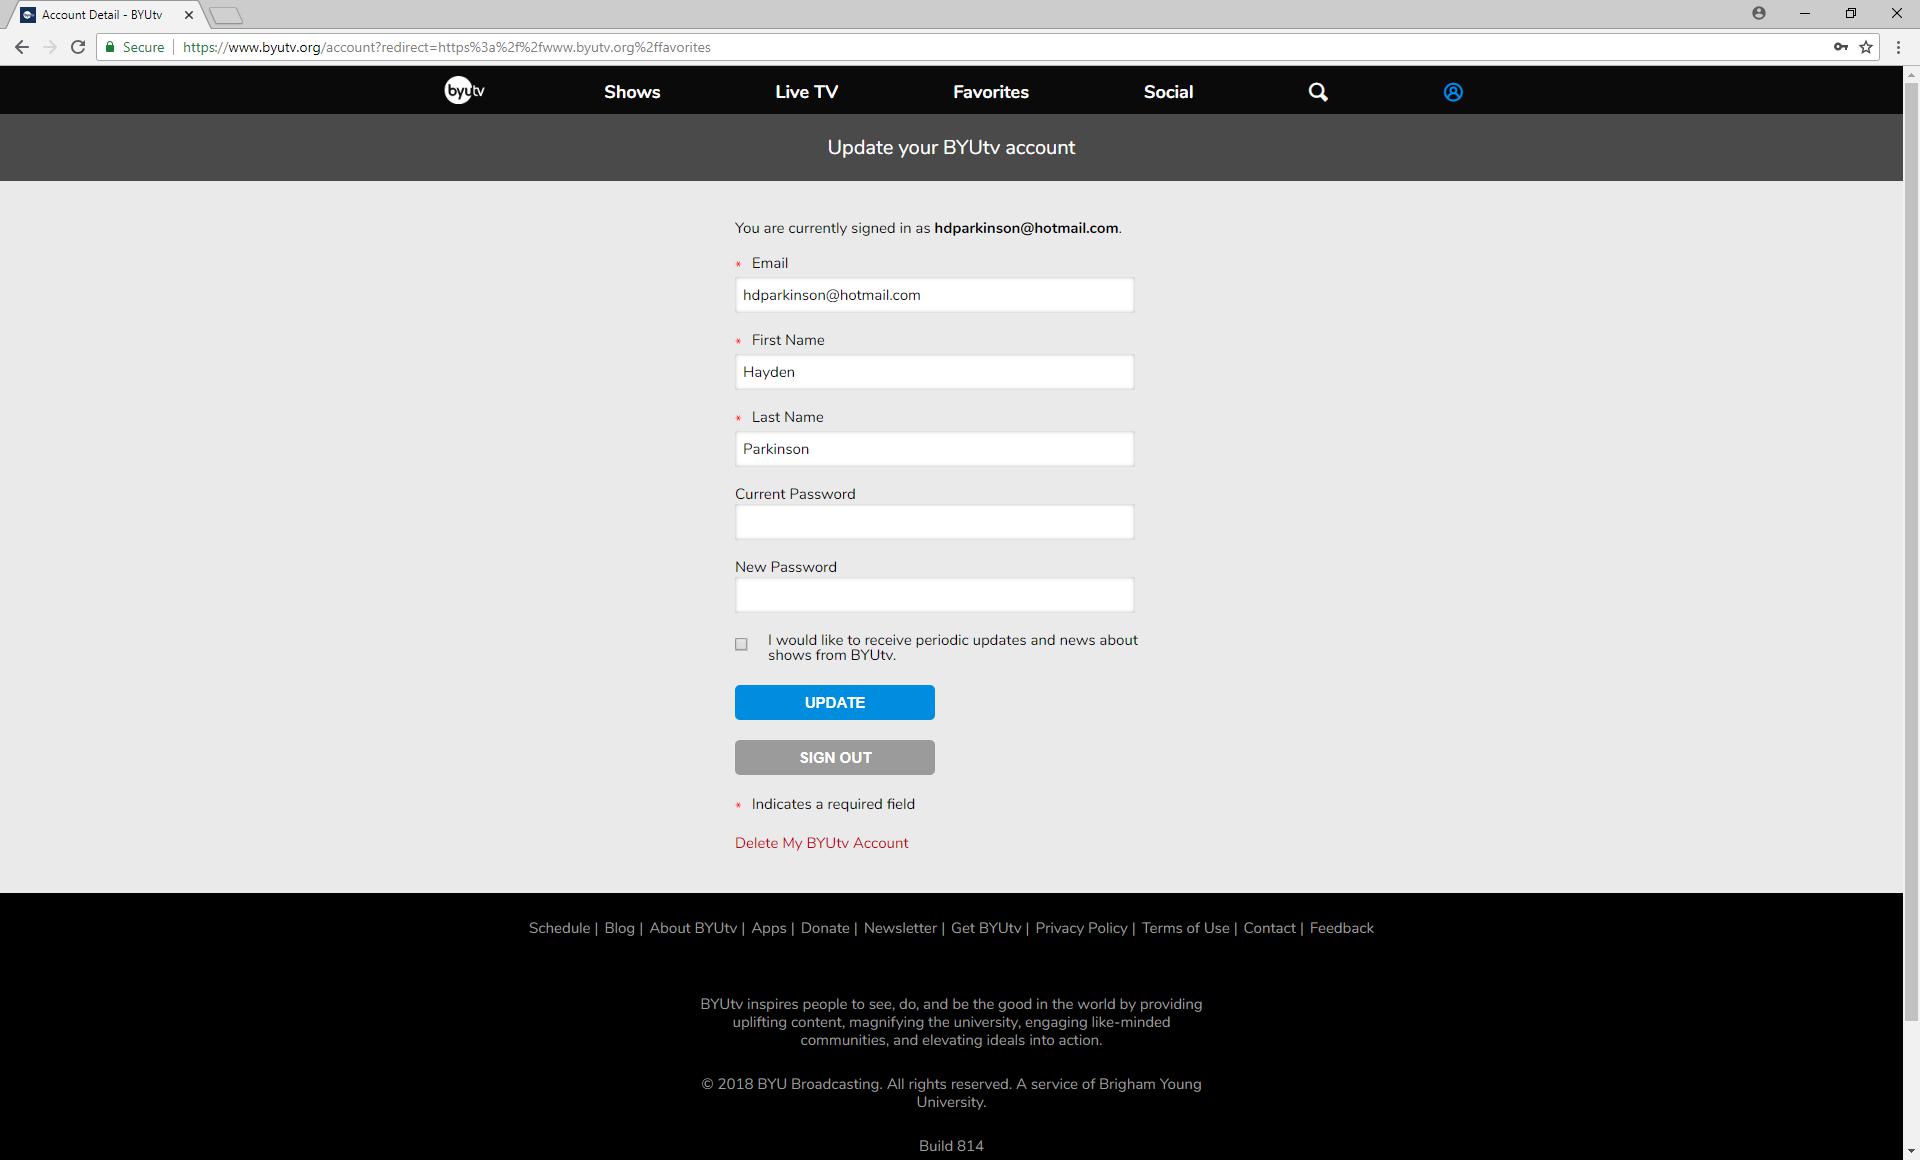 Account Detail - BYUtv
Secure
https://www.byutv.org/account?redirect=https%3a%2f%2fwww.byutv.org%2ffavorites
byutv
Shows
Live TV
Favorites
Social
Update your BYUtv account
You are currently signed in as hdparkinson@hotmail.com.
* Email
hdparkinson@hotmail.com
* First Name
Hayden
* Last Name
Parkinson
Current Password
New Password
I would like to receive periodic updates and news about
shows from BYUtv.
UPDATE
SIGN OUT
* Indicates a required field
Delete My BYUtv Account
Schedule | Blog | About BYUtv | Apps | Donate | Newsletter | Get BYUtv | Privacy Policy | Terms of Use | Contact | Feedback
BYUtv inspires people to see, do, and be the good in the world by providing
uplifting content, magnifying the university, engaging like-minded
communities, and elevating ideals into action.
© 2018 BYU Broadcasting. All rights reserved. A service of Brigham Young
University.
Build 814